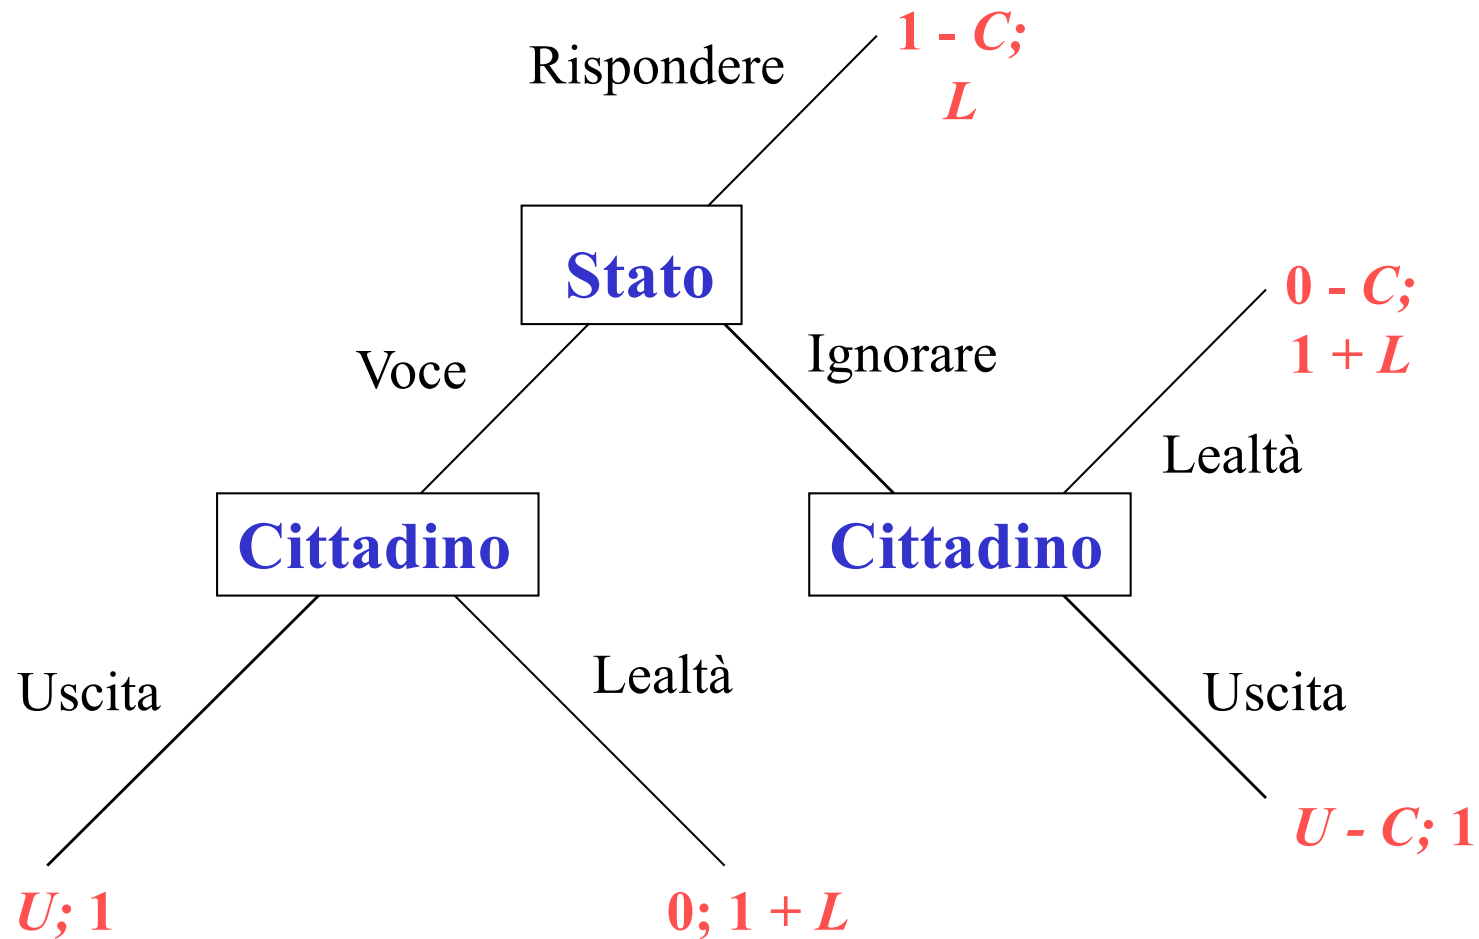 Rispondere
1 - C;
L
Stato
0 - C;
1 + L
Voce
Ignorare
Lealtà
Cittadino
Cittadino
Uscita
Lealtà
Uscita
U - C; 1
U; 1
0; 1 + L